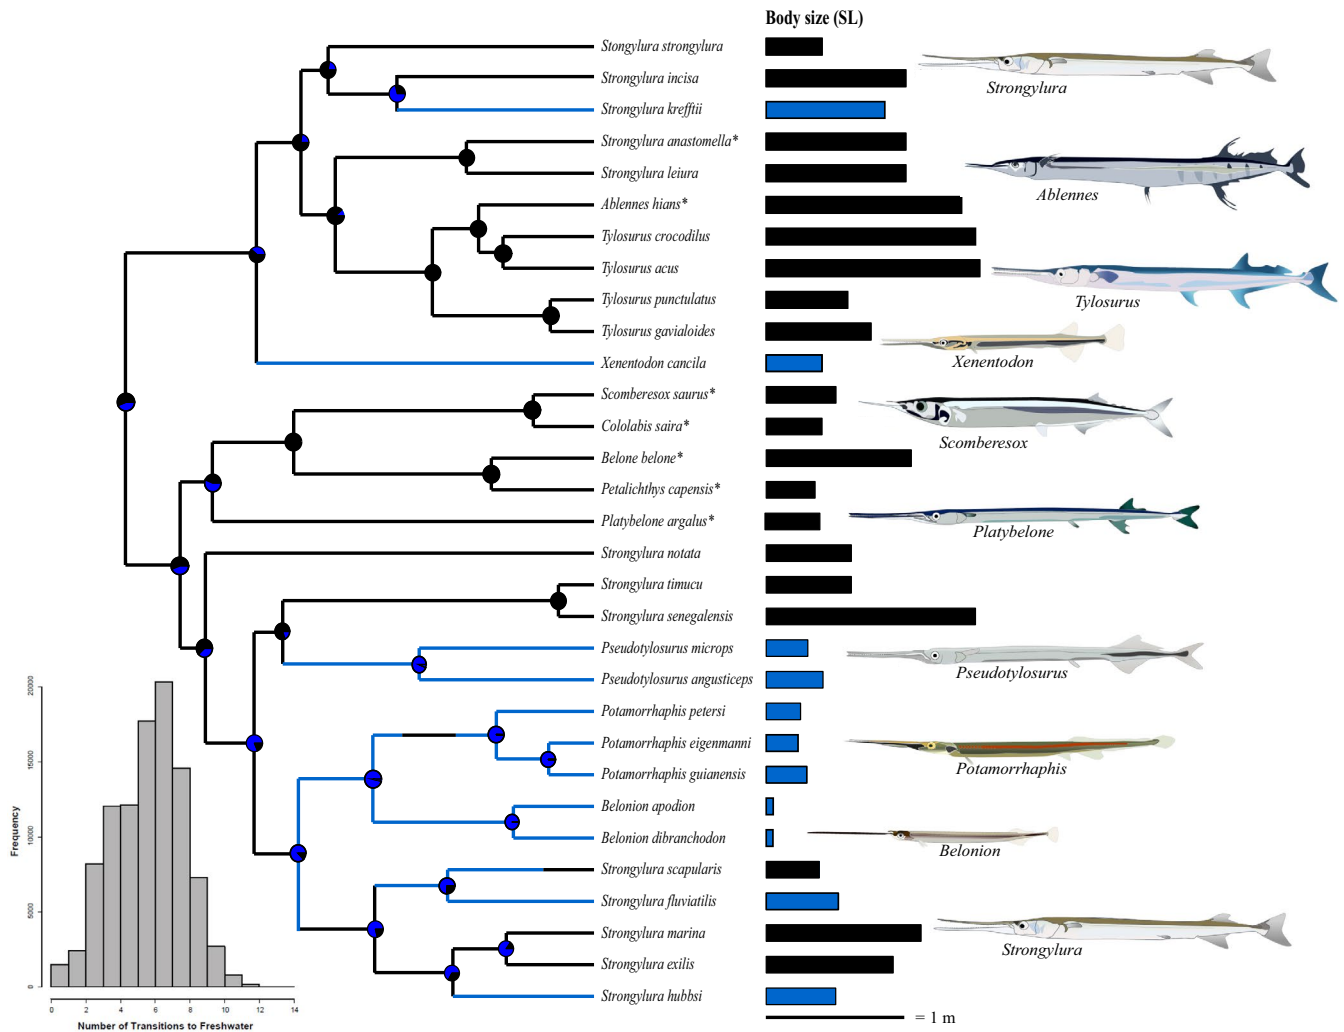 Body size (SL)
Stongylura strongylura
Strongylura incisa
Strongylura krefftii
Strongylura anastomella*
Strongylura leiura
Ablennes hians*
Tylosurus crocodilus
Tylosurus acus
Tylosurus punctulatus
Tylosurus gavialoides
Xenentodon cancila
Scomberesox saurus*
Cololabis saira*
Belone belone*
Petalichthys capensis*
Platybelone argalus*
Strongylura notata
Strongylura timucu
Strongylura senegalensis
Pseudotylosurus microps
Pseudotylosurus angusticeps
Potamorrhaphis petersi
Potamorrhaphis eigenmanni
Potamorrhaphis guianensis
Belonion apodion
Belonion dibranchodon
Strongylura scapularis
Strongylura fluviatilis
Strongylura marina
Strongylura exilis
Strongylura hubbsi
Strongylura
Ablennes
Tylosurus
Xenentodon
Scomberesox
Platybelone
Pseudotylosurus
Potamorrhaphis
Belonion
Strongylura
= 1 m
Frequency
20000
15000
10000
5000
0
0 2 4 6 8 10 12 14
Number of Transitions to Freshwater